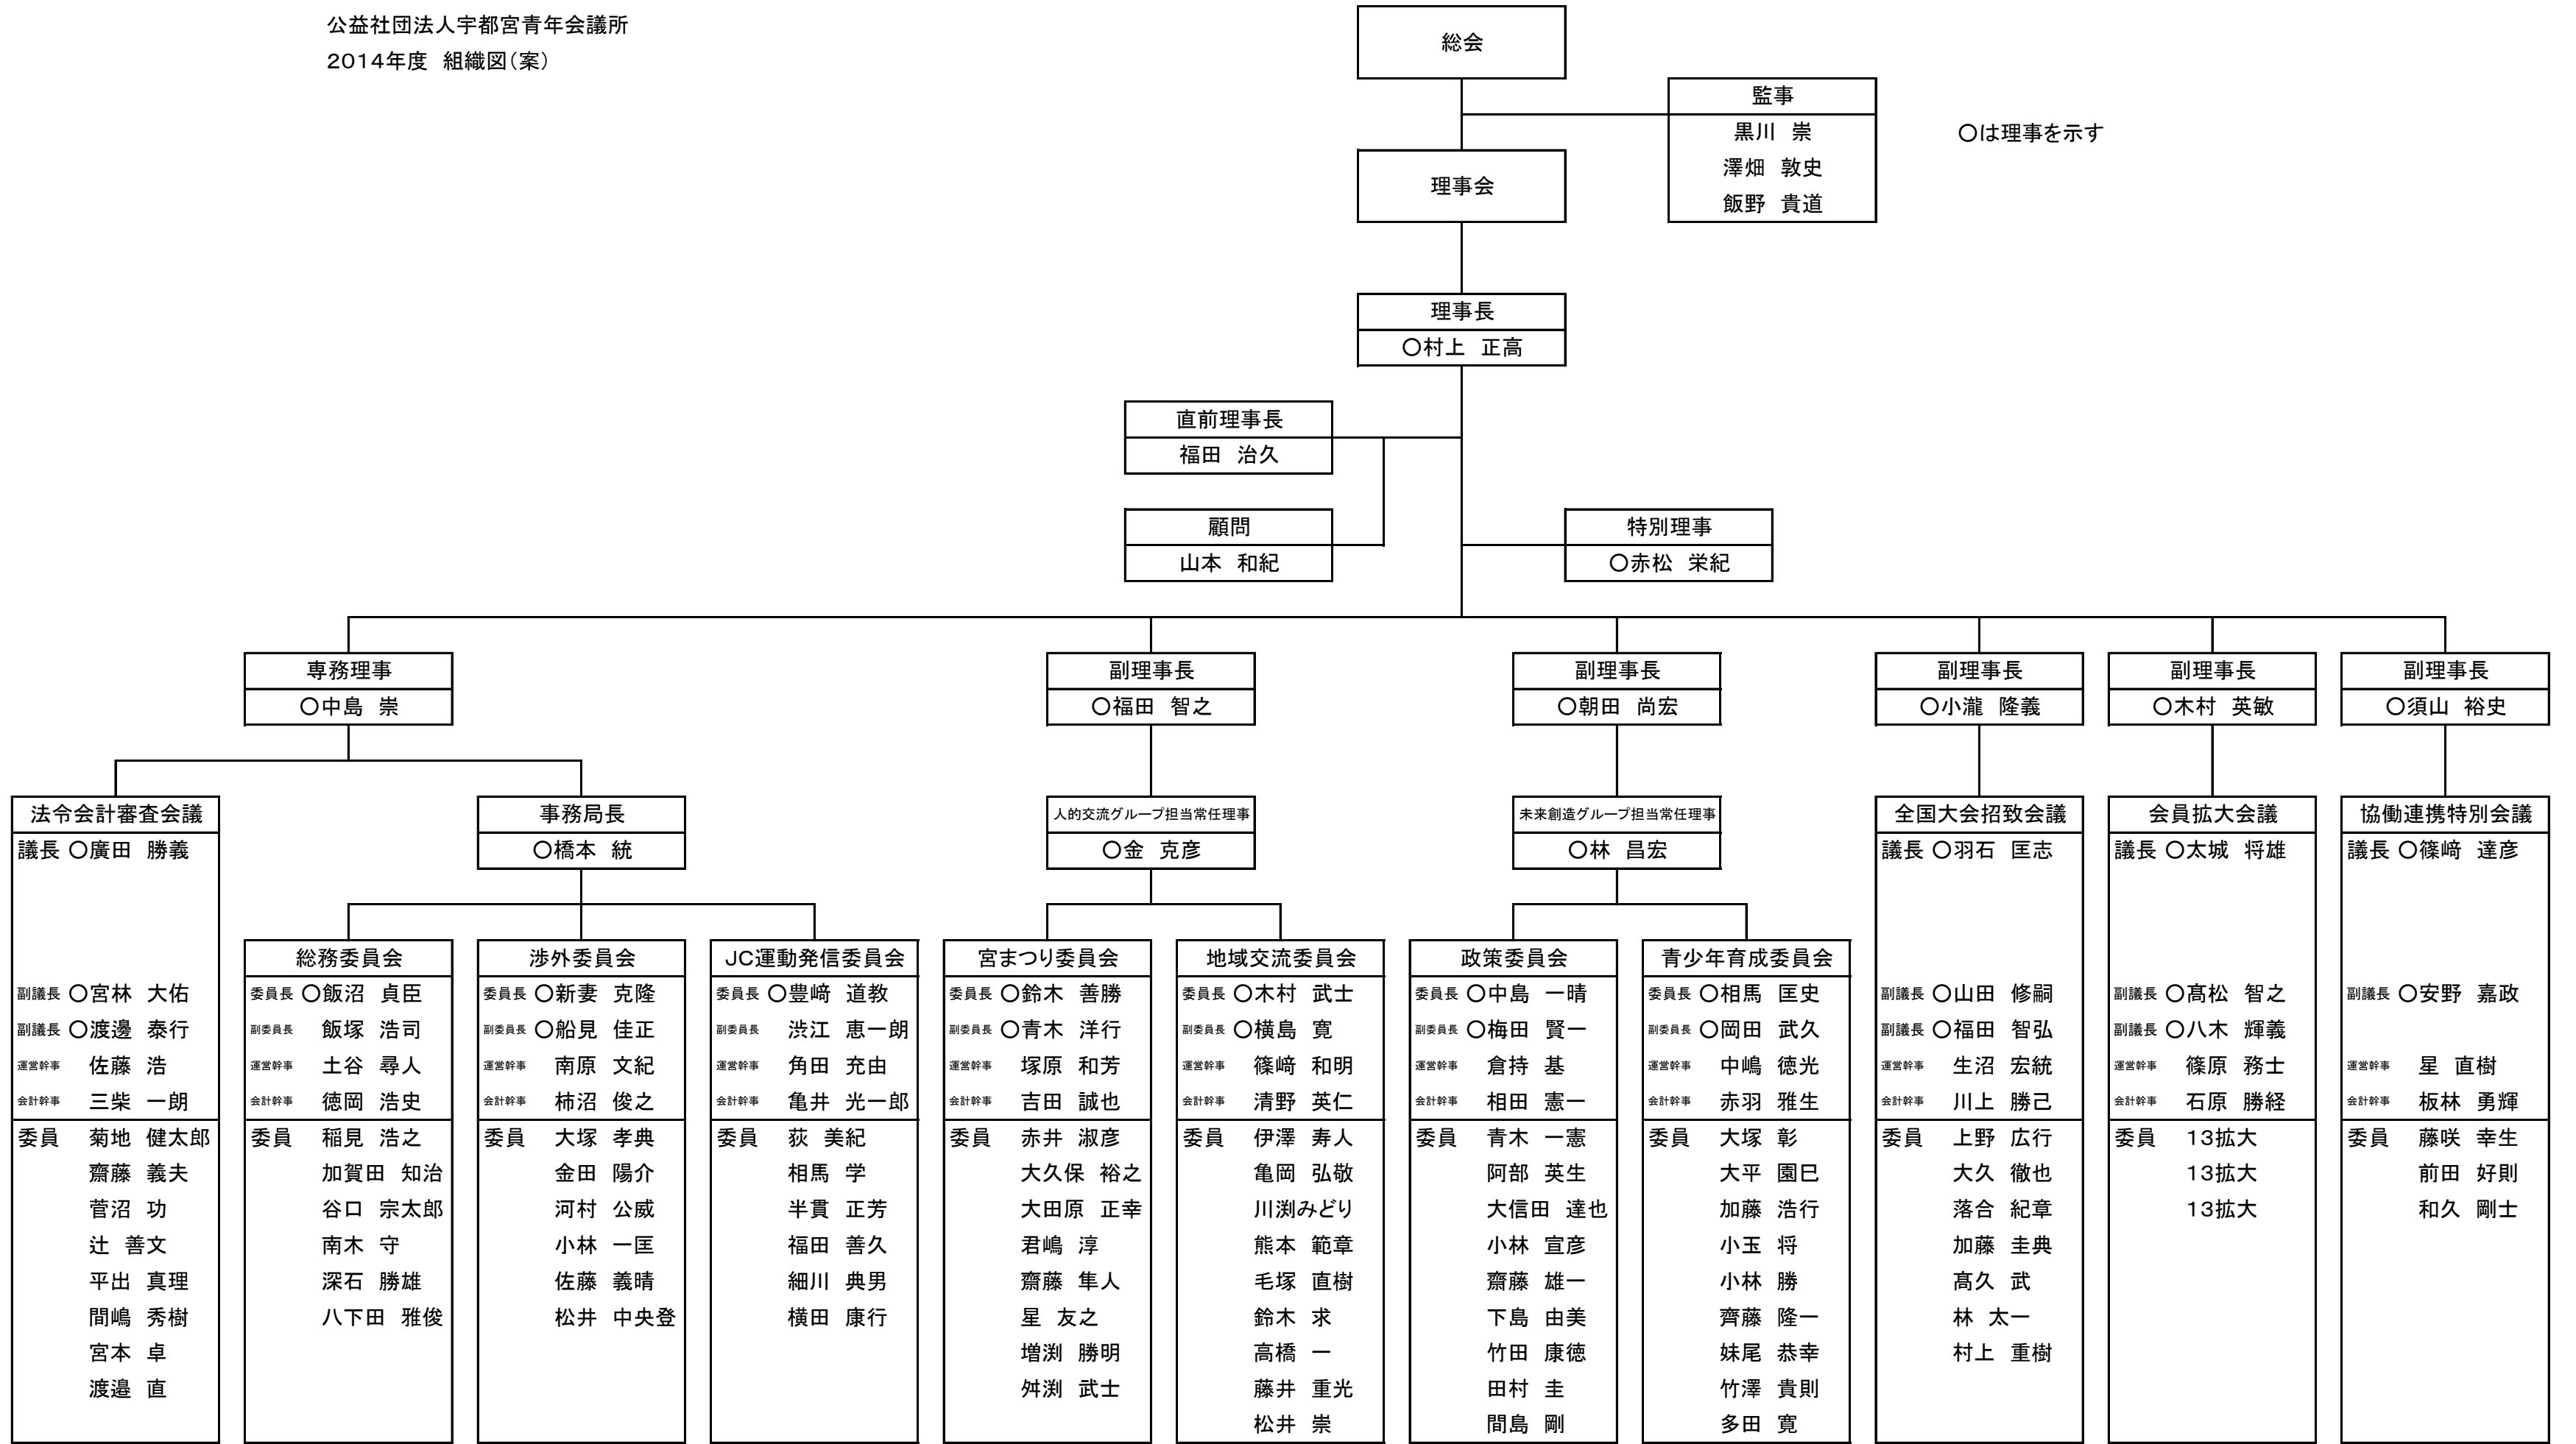 公益社団法人宇都宮青年会議所
2014年度 組織図(案)
総会
監事
黒川 崇
澤畑 敦史
飯野 貴道
〇は理事を示す
理事会
理事長
〇村上 正高
直前理事長
福田 治久
顧問
山本 和紀
特別理事
〇赤松 栄紀
専務理事
〇中島 崇
副理事長
〇福田 智之
副理事長
〇朝田 尚宏
副理事長
〇小瀧 隆義
副理事長
〇木村 英敏
副理事長
〇須山 裕史
法令会計審査会議
議長 〇廣田 勝義
副議長 〇宮林 大佑
副議長 〇渡邊 泰行
運営幹事 佐藤 浩
会計幹事 三柴 一朗
委員 菊地 健太郎
齋藤 義夫
菅沼 功
辻 善文
平出 真理
間嶋 秀樹
宮本 卓
渡邉 直
事務局長
〇橋本 統
総務委員会
委員長 〇飯沼 貞臣
副委員長 飯塚 浩司
運営幹事 土谷 尋人
会計幹事 徳岡 浩史
委員 稲見 浩之
加賀田 知治
谷口 宗太郎
南木 守
深石 勝雄
八下田 雅俊
渉外委員会
委員長 〇新妻 克隆
副委員長 〇船見 佳正
運営幹事 南原 文紀
会計幹事 柿沼 俊之
委員 大塚 孝典
金田 陽介
河村 公威
小林 一匡
佐藤 義晴
松井 中央登
JC運動発信委員会
委員長 〇豊﨑 道教
副委員長 渋江 恵一朗
運営幹事 角田 充由
会計幹事 亀井 光一郎
委員 荻 美紀
相馬 学
半貫 正芳
福田 善久
細川 典男
横田 康行
人的交流グループ担当常任理事
〇金 克彦
宮まつり委員会
委員長 〇鈴木 善勝
副委員長 〇青木 洋行
運営幹事 塚原 和芳
会計幹事 吉田 誠也
委員 赤井 淑彦
大久保 裕之
大田原 正幸
君嶋 淳
齋藤 隼人
星 友之
増渕 勝明
舛渕 武士
地域交流委員会
委員長 〇木村 武士
副委員長 〇横島 寛
運営幹事 篠﨑 和明
会計幹事 清野 英仁
委員 伊澤 寿人
亀岡 弘敬
川渕みどり
熊本 範章
毛塚 直樹
鈴木 求
高橋 一
藤井 重光
松井 崇
未来創造グループ担当常任理事
〇林 昌宏
政策委員会
委員長 〇中島 一晴
副委員長 〇梅田 賢一
運営幹事 倉持 基
会計幹事 相田 憲一
委員 青木 一憲
阿部 英生
大信田 達也
小林 宣彦
齋藤 雄一
下島 由美
竹田 康徳
田村 圭
間島 剛
青少年育成委員会
委員長 〇相馬 匡史
副委員長 〇岡田 武久
運営幹事 中嶋 徳光
会計幹事 赤羽 雅生
委員 大塚 彰
大平 園巳
加藤 浩行
小玉 将
小林 勝
齊藤 隆一
妹尾 恭幸
竹澤 貴則
多田 寛
全国大会招致会議
議長 〇羽石 匡志
副議長 〇山田 修嗣
副議長 〇福田 智弘
運営幹事 生沼 宏統
会計幹事 川上 勝己
委員 上野 広行
大久 徹也
落合 紀章
加藤 圭典
髙久 武
林 太一
村上 重樹
会員拡大会議
議長 〇太城 将雄
副議長 〇髙松 智之
副議長 〇八木 輝義
運営幹事 篠原 務士
会計幹事 石原 勝経
委員 13拡大
13拡大
13拡大
協働連携特別会議
議長 〇篠﨑 達彦
副議長 〇安野 嘉政
運営幹事 星 直樹
会計幹事 板林 勇輝
委員 藤咲 幸生
前田 好則
和久 剛士